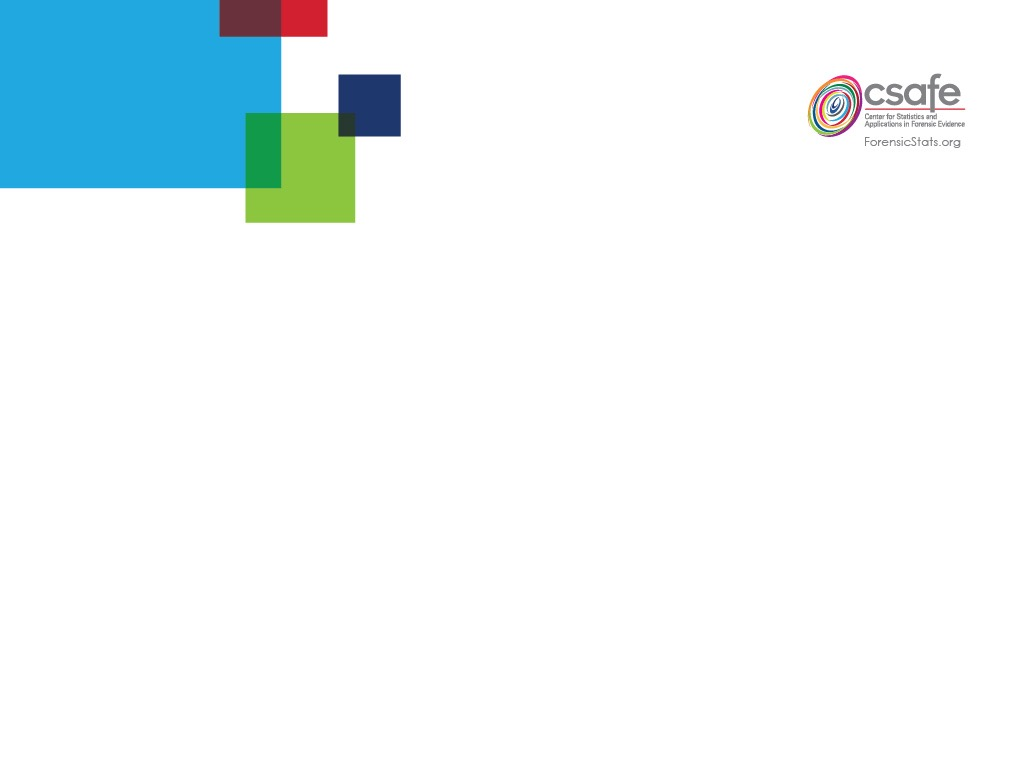 csafe
Center for Statistics and
Applications in Forensic Evidence
ForensicStats.org